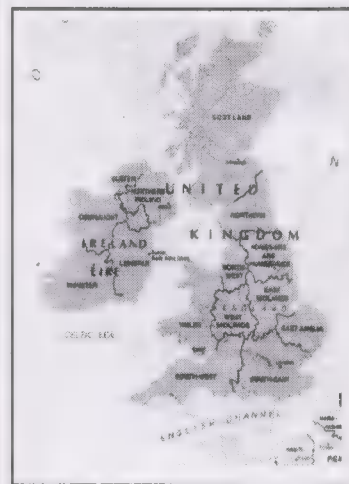 SCOTLAND
ULSTER
NORTHERN
IRELAND
UNITED
NORTHERN
CONNAUGHT
KINGDOM
IRELAND
YORKSHIRE
AND
HUMBERSIDE
NORTH
WEST
EIRE
LEINSTER
EAST
MIDLANDS
MUNSTER
ENGLAND
WALES
WEST
MIDLANDS
EAST ANGLIA
CELTIC SEA
SOUTH WEST
SOUTH EAST
ENGLISH CHANNEL